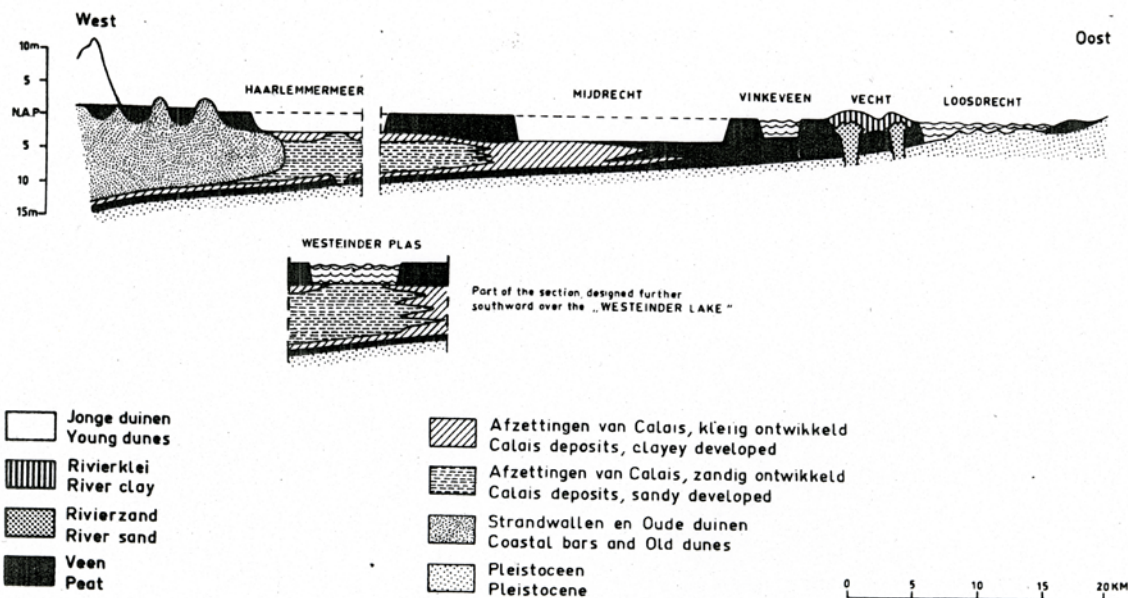 West
Oost
10m
5
N.A.P
5
10
15m
HAARLEMMERMEER
MIJDRECHT
VINKEVEEN
VECHT
LOOSDRECHT
WESTEINDER PLAS
Part of the section, designed further
southward over the „WESTEINDER LAKE"
Jonge duinen
Young dunes
Rivierklei
River clay
Rivierzand
River sand
Veen
Peat
Afzettingen van Calais, kleiig ontwikkeld
Calais deposits, clayey developed
Afzettingen van Calais, zandig ontwikkeld
Calais deposits, sandy developed
Strandwallen en Oude duinen
Coastal bars and Old dunes
Pleistoceen
Pleistocene
0 5 10 15 20 KM